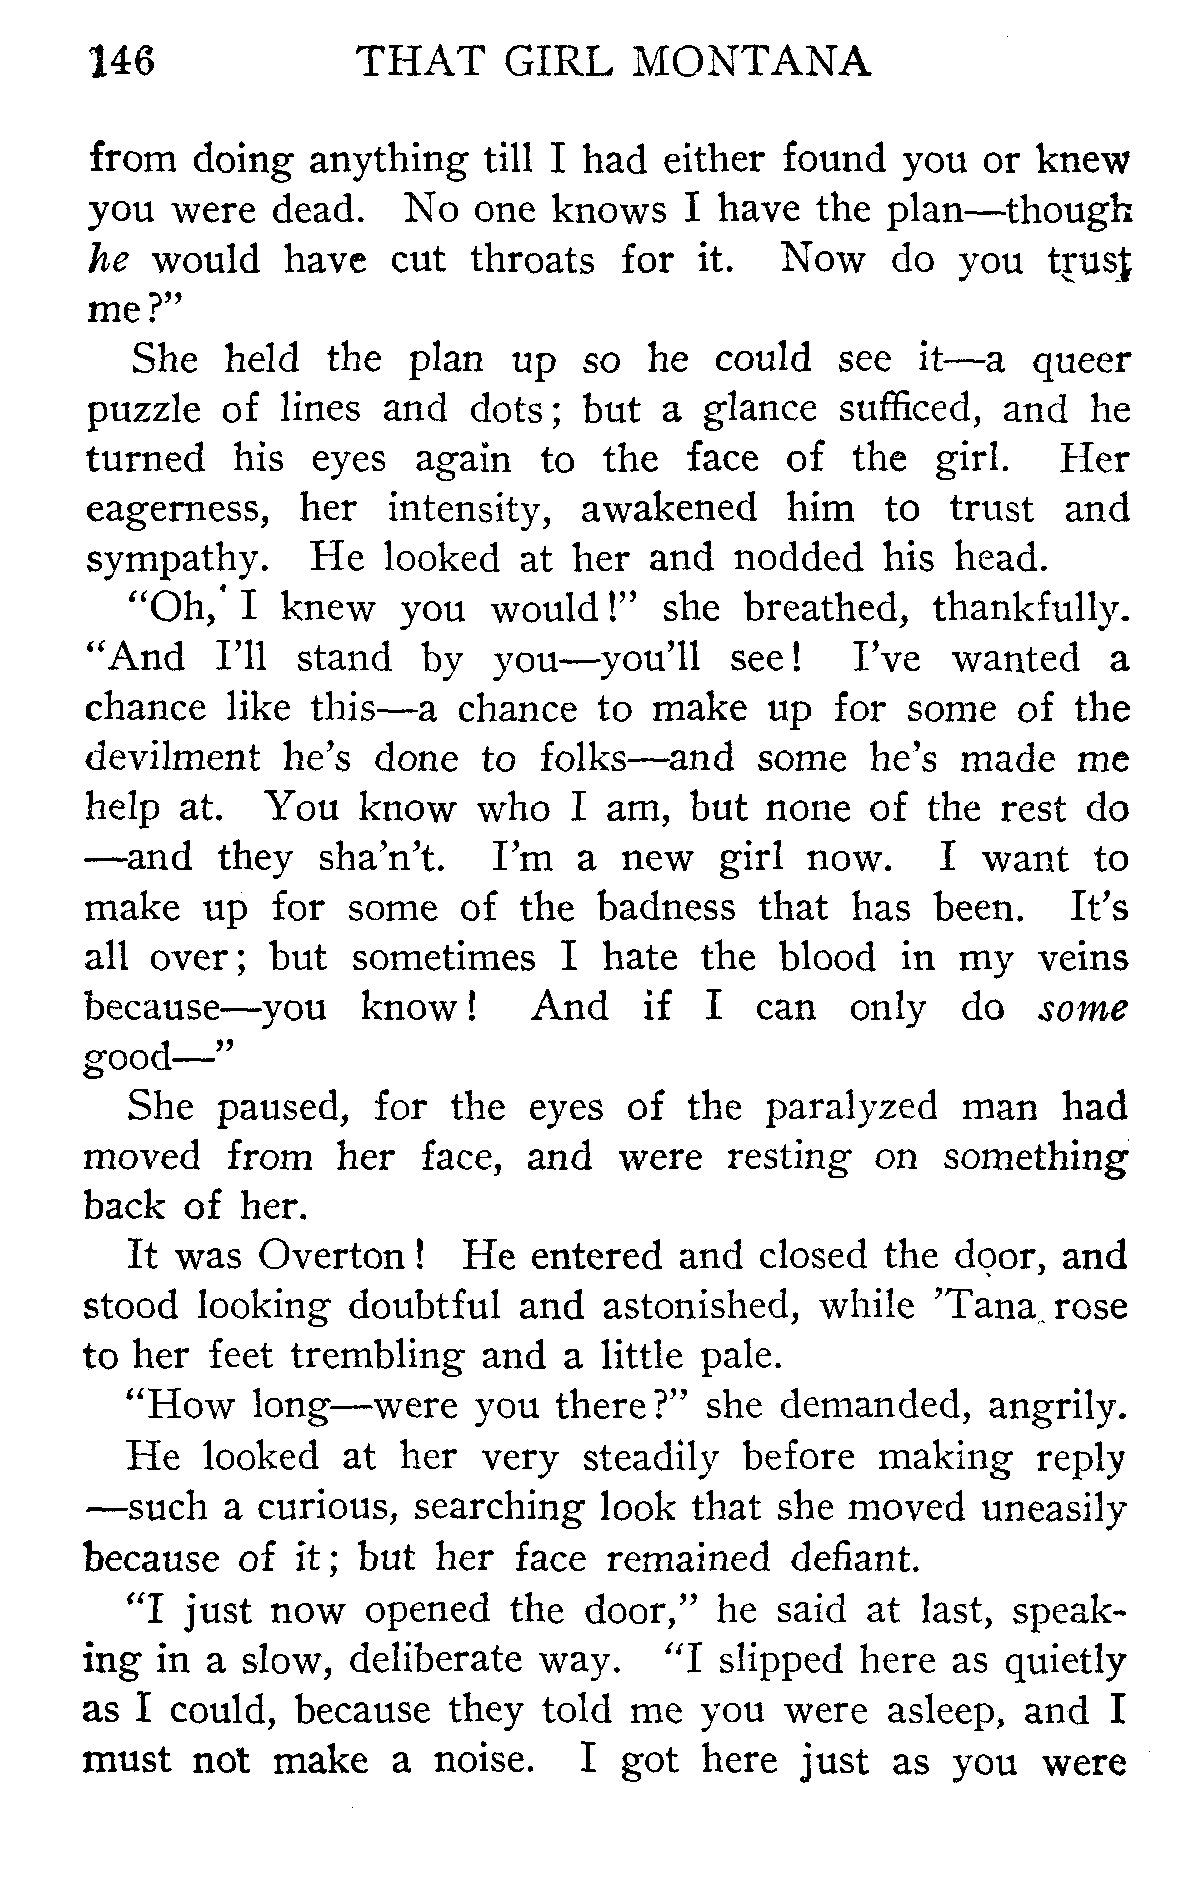 146 THAT GIRL MONTANA
from doing anything till I had either found you or knew
you were dead. No one knows I have the plan—though
he would have cut throats for it. Now do you trust
me?"
She held the plan up so he could see it—a queer
puzzle of lines and dots; but a glance sufficed, and he
turned his eyes again to the face of the girl. Her
eagerness, her intensity, awakened him to trust and
sympathy. He looked at her and nodded his head.
"Oh, I knew you would!" she breathed, thankfully.
"And I'll stand by you—you'll see! I've wanted a
chance like this—a chance to make up for some of the
devilment he's done to folks—and some he's made me
help at. You know who I am, but none of the rest do
—and they sha'n't. I'm a new girl now. I want to
make up for some of the badness that has been. It's
all over; but sometimes I hate the blood in my veins
because—you know! And if I can only do some
good—"
She paused, for the eyes of the paralyzed man had
moved from her face, and were resting on something
back of her.
It was Overton! He entered and closed the door, and
stood looking doubtful and astonished, while 'Tana rose
to her feet trembling and a little pale.
"How long—were you there?" she demanded, angrily.
He looked at her very steadily before making reply
—such a curious, searching look that she moved uneasily
because of it; but her face remained defiant.
"I just now opened the door," he said at last, speak-
ing in a slow, deliberate way. "I slipped here as quietly
as I could, because they told me you were asleep, and I
must not make a noise. I got here just as you were